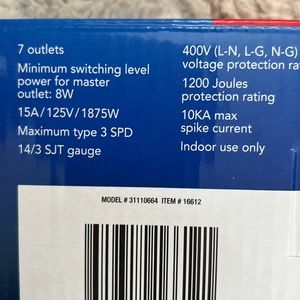 7 outlets
Minimum switching level
power for master
outlet: 8W
15A/125V/1875W
Maximum type 3 SPD
14/3 SJT gauge
400V (L-N, L-G, N-G)
voltage protection
1200 Joules
protection rating
10KA max
spike current
Indoor use only
MODEL # 31110664 ITEM # 16612